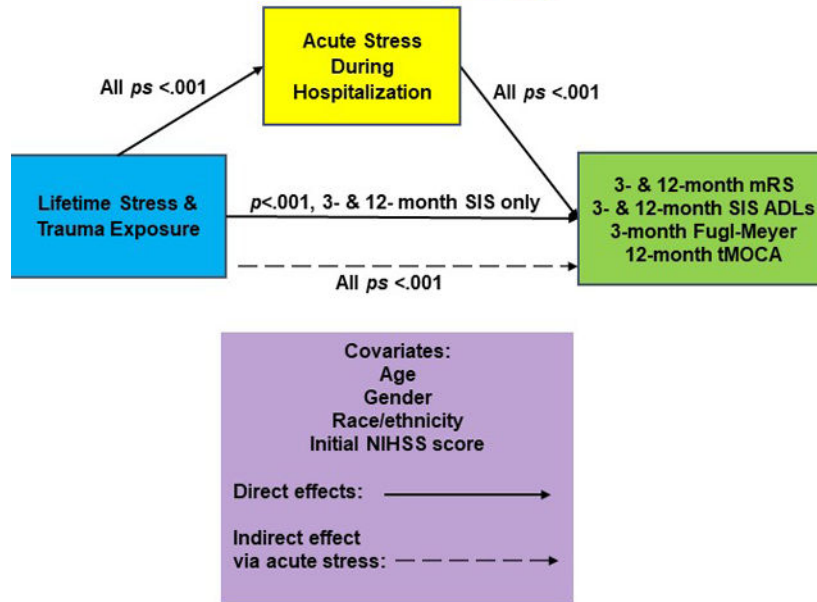 Acute Stress
During
Hospitalization
All ps <.001
All ps <.001
Lifetime Stress &
Trauma Exposure
p<.001, 3- & 12- month SIS only
3- & 12-month mRS
3- & 12-month SIS ADLs
3-month Fugl-Meyer
12-month tMOCA
All ps <.001
Covariates:
Age
Gender
Race/ethnicity
Initial NIHSS score
Direct effects:
Indirect effect
via acute stress: